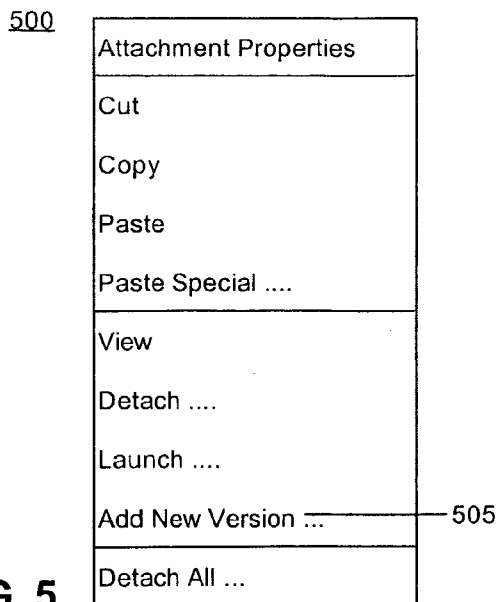 500
Attachment Properties
Cut
Copy
Paste
Paste Special ....
View
Detach ....
Launch ....
Add New Version ...
505
Detach All ...
G. 5